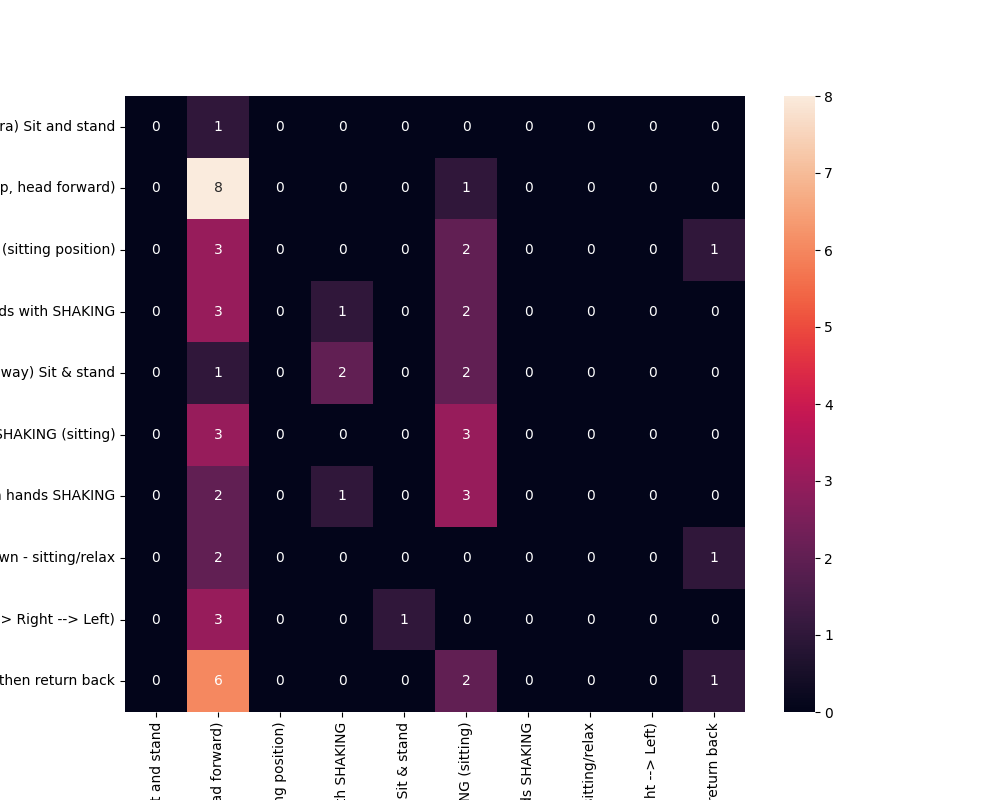 ra) Sit and stand 0 1 0 0 0 0 0 0 0 0
p, head forward) 0 8 0 0 0 1 0 0 0 0
(sitting position) 0 3 0 0 0 2 0 0 0 1
ds with SHAKING 0 3 0 1 0 2 0 0 0 0
way) Sit & stand 0 1 0 2 0 2 0 0 0 0
SHAKING (sitting) 0 3 0 0 0 3 0 0 0 0
hands SHAKING 0 2 0 1 0 3 0 0 0 0
wn - sitting/relax 0 2 0 0 0 0 0 0 0 1
> Right --> Left) 0 3 0 0 1 0 0 0 0 0
then return back 0 6 0 0 0 2 0 0 0 1
t and stand
ad forward)
ng position)
th SHAKING
Sit & stand
NG (sitting)
ds SHAKING
sitting/relax
ht --> Left)
return back
8
7
6
5
4
3
2
1
0